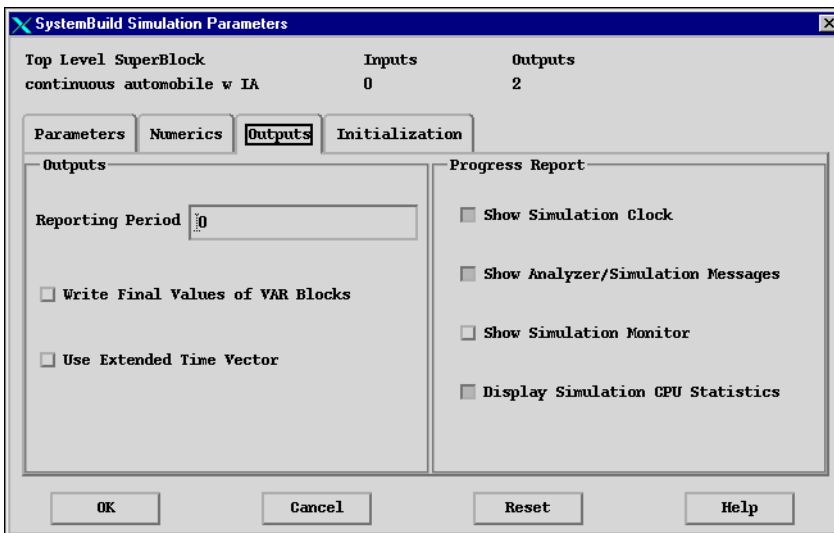 SystemBuild Simulation Parameters
Top Level SuperBlock Inputs Outputs
continuous automobile w IA 0 2
Parameters Numerics Outputs Initialization
Outputs
Reporting Period 0
Write Final Values of VAR Blocks
Use Extended Time Vector
Progress Report
Show Simulation Clock
Show Analyzer/Simulation Messages
Show Simulation Monitor
Display Simulation CPU Statistics
OK Cancel Reset Help